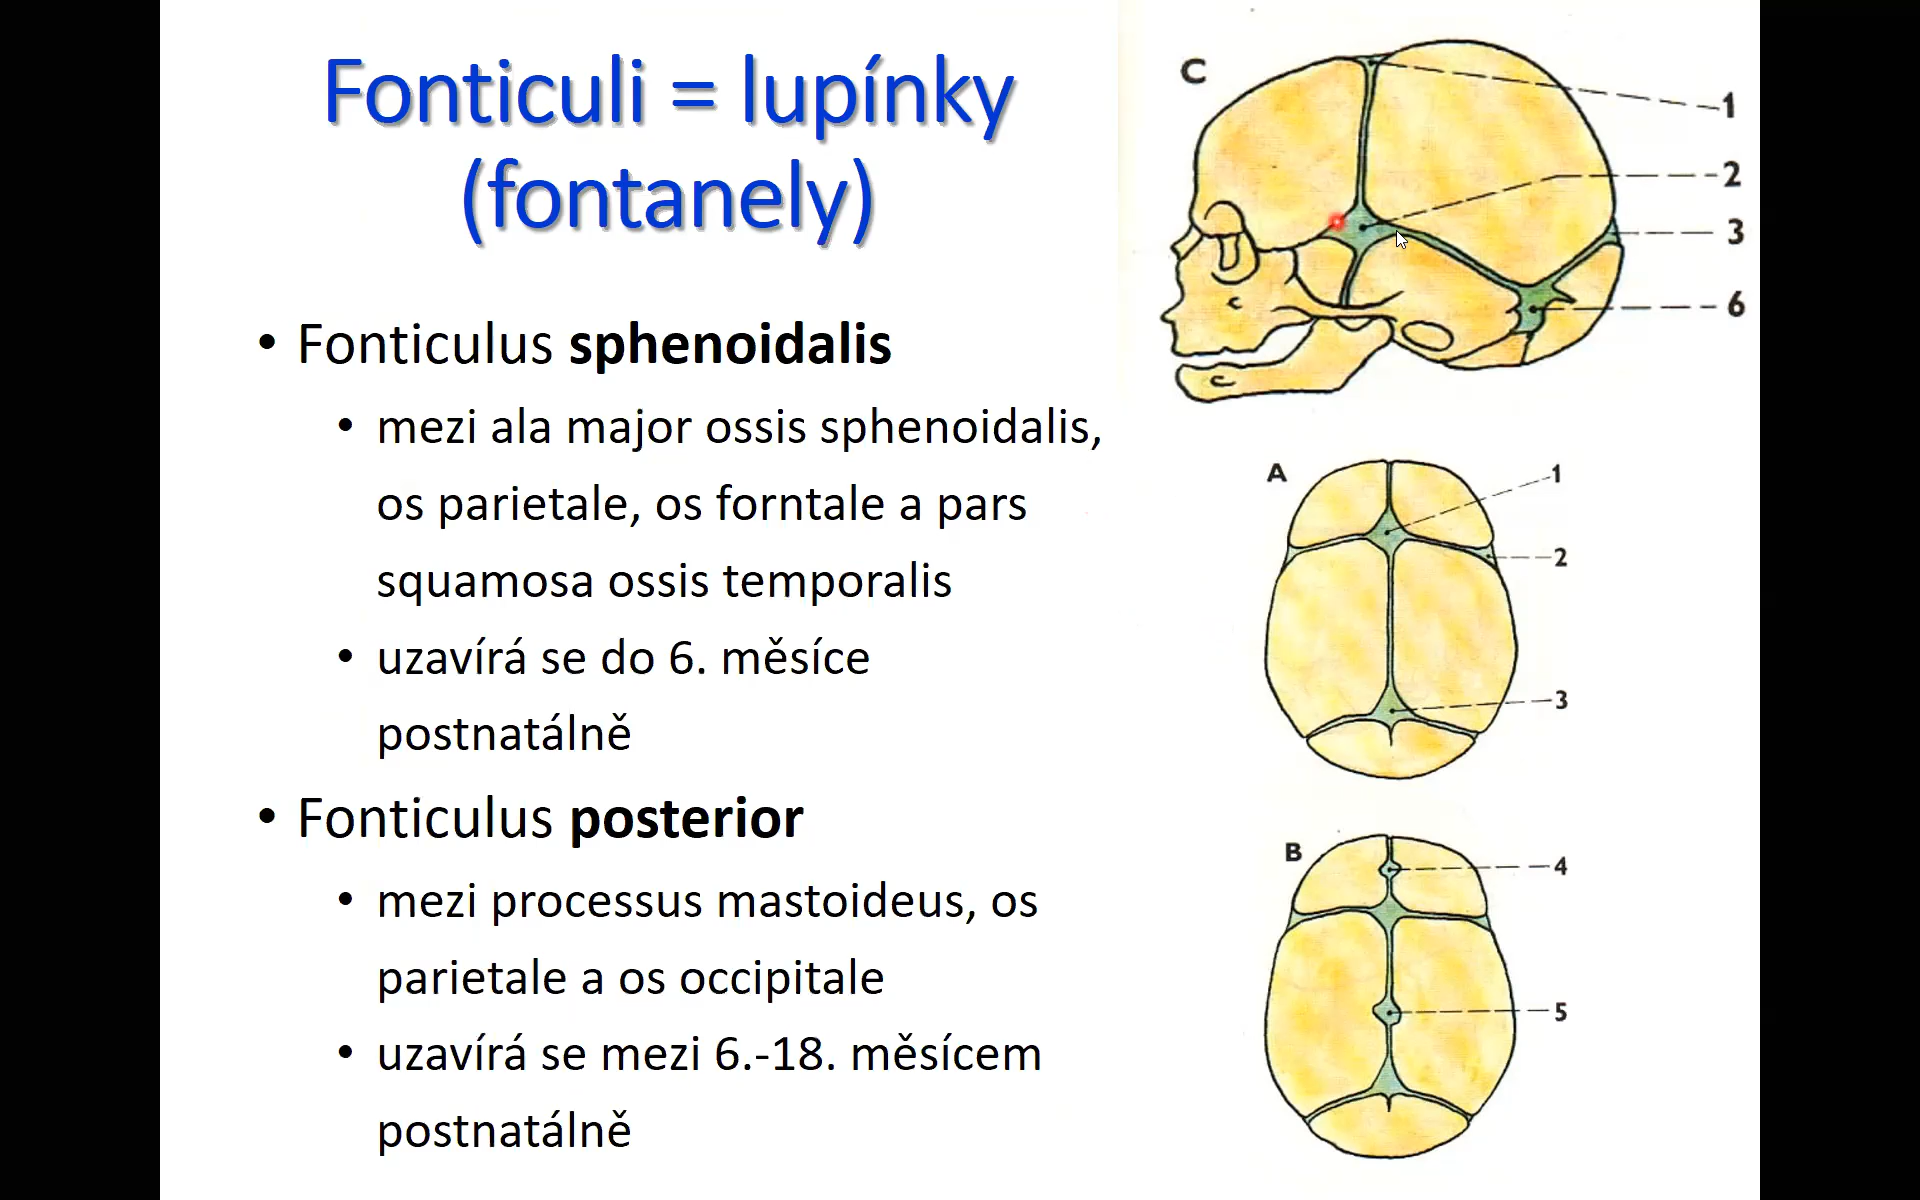 Fonticuli = lupínky
(fontanely)
• Fonticulus sphenoidalis
• mezi ala major ossis sphenoidalis,
os parietale, os forntale a pars
squamosa ossis temporalis
• uzavírá se do 6. měsíce
postnatálně
• Fonticulus posterior
• mezi processus mastoideus, os
parietale a os occipitale
• uzavírá se mezi 6.-18. měsícem
postnatálně
C
1
2
3
6
A
1
2
3
B
4
5